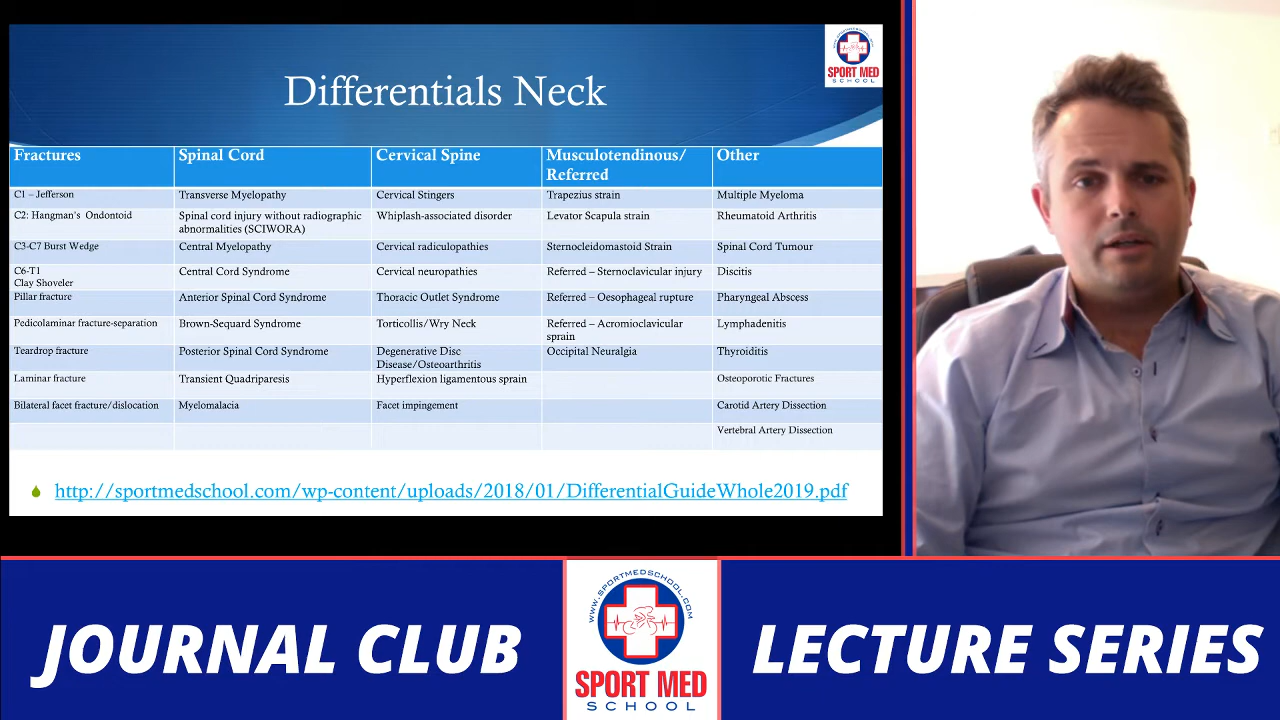 Differentials Neck
SPORT MED
SCHOOL
Fractures
Spinal Cord
Cervical Spine
Musculotendinous/
Referred
Other
C1 – Jefferson
Transverse Myelopathy
Cervical Stingers
Trapezius strain
Multiple Myeloma
C2: Hangman's Ondontoid
Spinal cord injury without radiographic
abnormalities (SCIWORA)
Whiplash-associated disorder
Levator Scapula strain
Rheumatoid Arthritis
C3-C7 Burst Wedge
Central Myelopathy
Cervical radiculopathies
Sternocleidomastoid Strain
Spinal Cord Tumour
C6-T1
Clay Shoveler
Central Cord Syndrome
Cervical neuropathies
Referred – Sternoclavicular injury
Discitis
Pillar fracture
Anterior Spinal Cord Syndrome
Thoracic Outlet Syndrome
Referred – Oesophageal rupture
Pharyngeal Abscess
Pedicolaminar fracture-separation
Brown-Sequard Syndrome
Torticollis/Wry Neck
Referred – Acromioclavicular
sprain
Lymphadenitis
Teardrop fracture
Posterior Spinal Cord Syndrome
Degenerative Disc
Disease/Osteoarthritis
Occipital Neuralgia
Thyroiditis
Laminar fracture
Transient Quadriparesis
Hyperflexion ligamentous sprain
Osteoporotic Fractures
Bilateral facet fracture/dislocation
Myelomalacia
Facet impingement
Carotid Artery Dissection
Vertebral Artery Dissection
http://sportmedschool.com/wp-content/uploads/2018/01/DifferentialGuideWhole2019.pdf
JOURNAL CLUB
WWW.SPORTMEDSCHOOL.COM
SPORT MED
SCHOOL
LECTURE SERIES